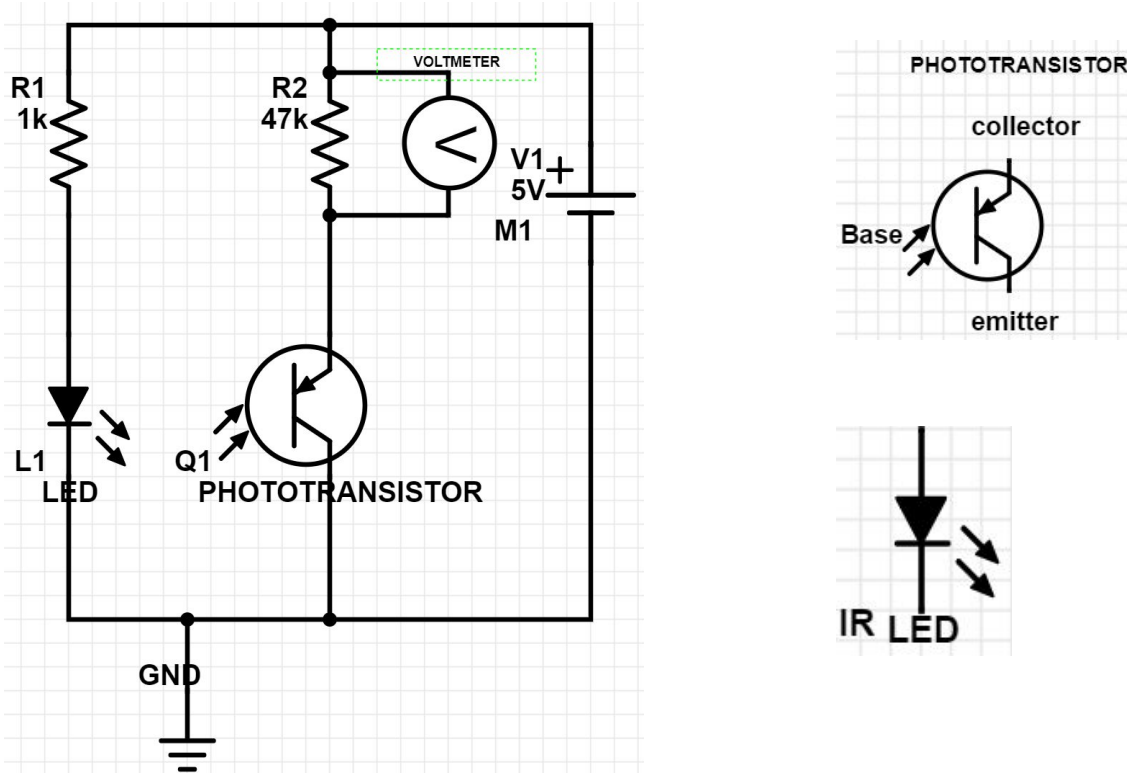 VOLTMETER
R1
1k
R2
47k
V
V1
5V
+
M1
L1
LED
Q1
PHOTOTRANSISTOR
GND
PHOTOTRANSISTOR
collector
Base
emitter
IR LED